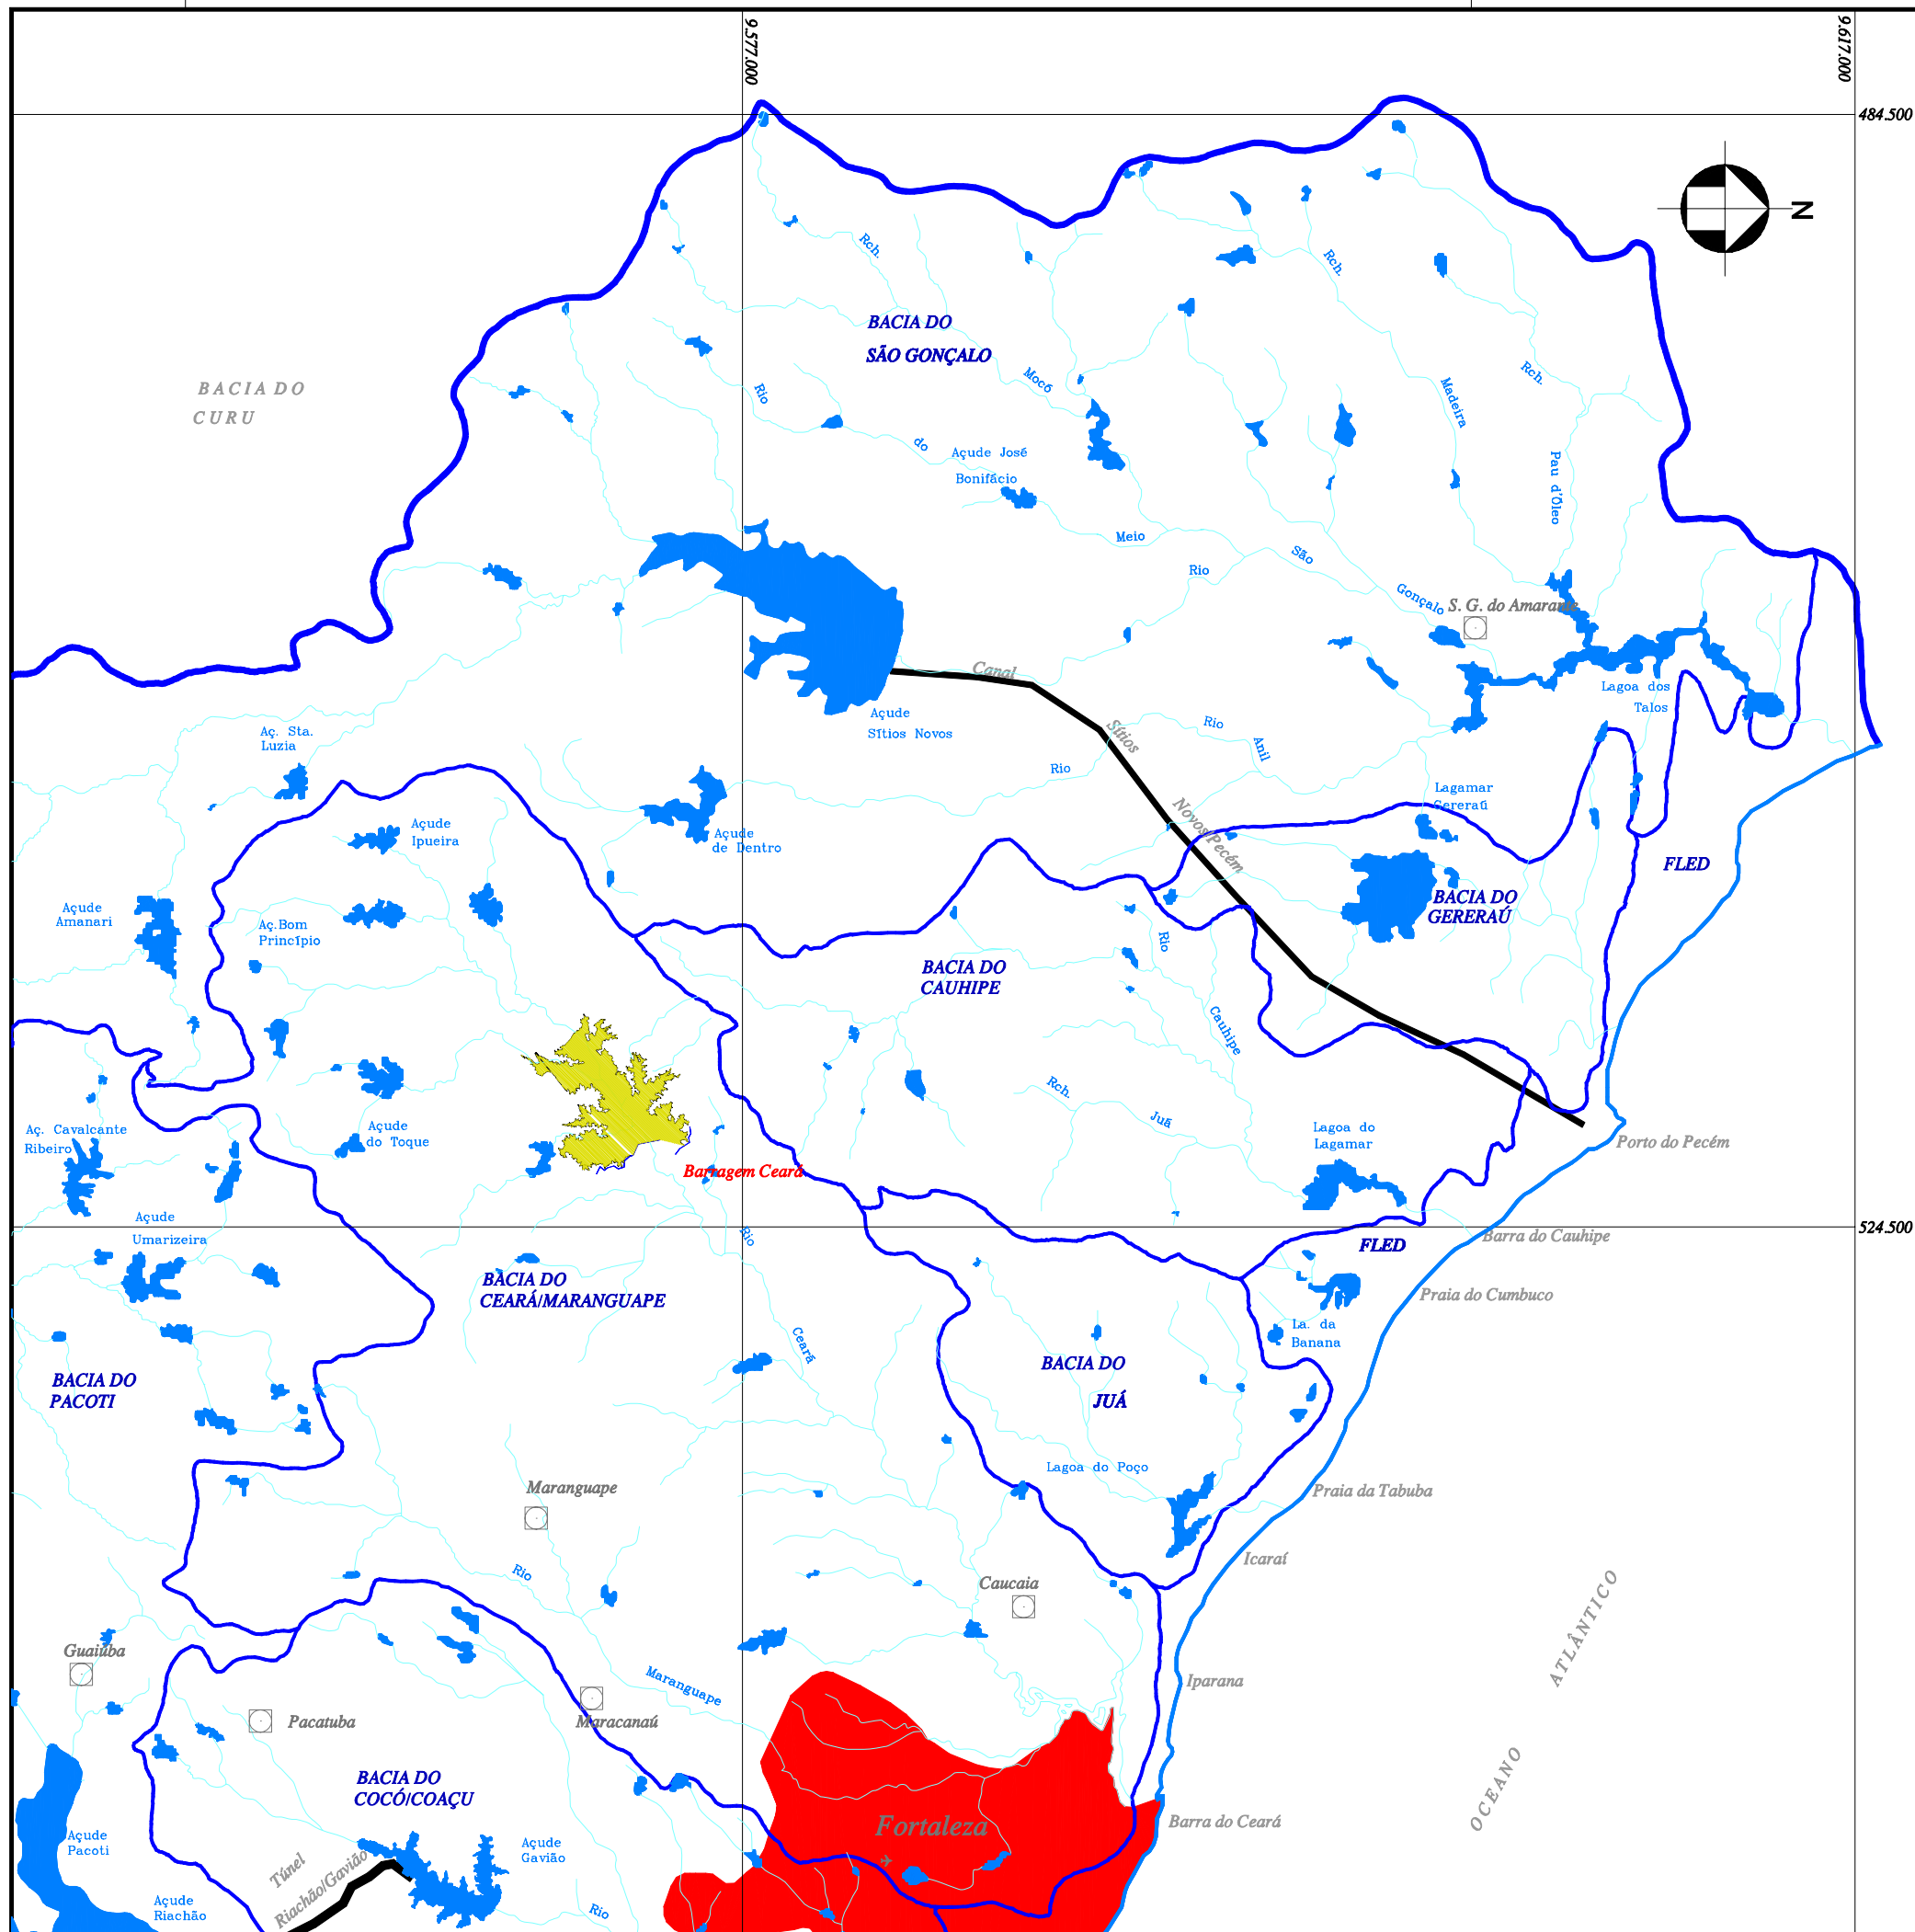 9.577.000
9.617.000
484.500
N
BACIA DO
SÃO GONÇALO
BACIA DO
CURU
Rch.
Rch.
Rch.
Rio
do
Mocó
Madeira
Pau d'Óleo
Açude José
Bonifácio
Meio
Rio
São
Gonçalo
S. G. do Amarante
Canal
Sítios
Novos/Pecém
Lagoa dos
Talos
Açude
Sítios Novos
Rio
Anil
Rio
Aç. Sta.
Luzia
Lagamar
Gereraú
Açude
Ipueira
Açude
de Dentro
FLED
BACIA DO
GERERAÚ
Açude
Amanari
Aç.Bom
Princípio
Rio
Cauhipe
BACIA DO
CAUHIPE
Rch.
Juá
Aç. Cavalcante
Ribeiro
Açude
do Toque
Lagoa do
Lagamar
Porto do Pecém
Barragem Ceará
Açude
Umarizeira
Rio
524.500
Barra do Cauhipe
FLED
BACIA DO
CEARÁ/MARANGUAPE
Praia do Cumbuco
La. da
Banana
Ceará
BACIA DO
JUÁ
BACIA DO
PACOTI
Lagoa do Poço
Maranguape
Praia da Tabuba
Icaraí
Rio
Caucaia
Guaiúba
Maranguape
Iparana
Pacatuba
Maracanaú
OCEANO
ATLÂNTICO
BACIA DO
COCÓ/COAÇU
Fortaleza
Barra do Ceará
Açude
Pacoti
Açude
Gavião
Túnel
Riachão/Gavião
Açude
Riachão
Rio